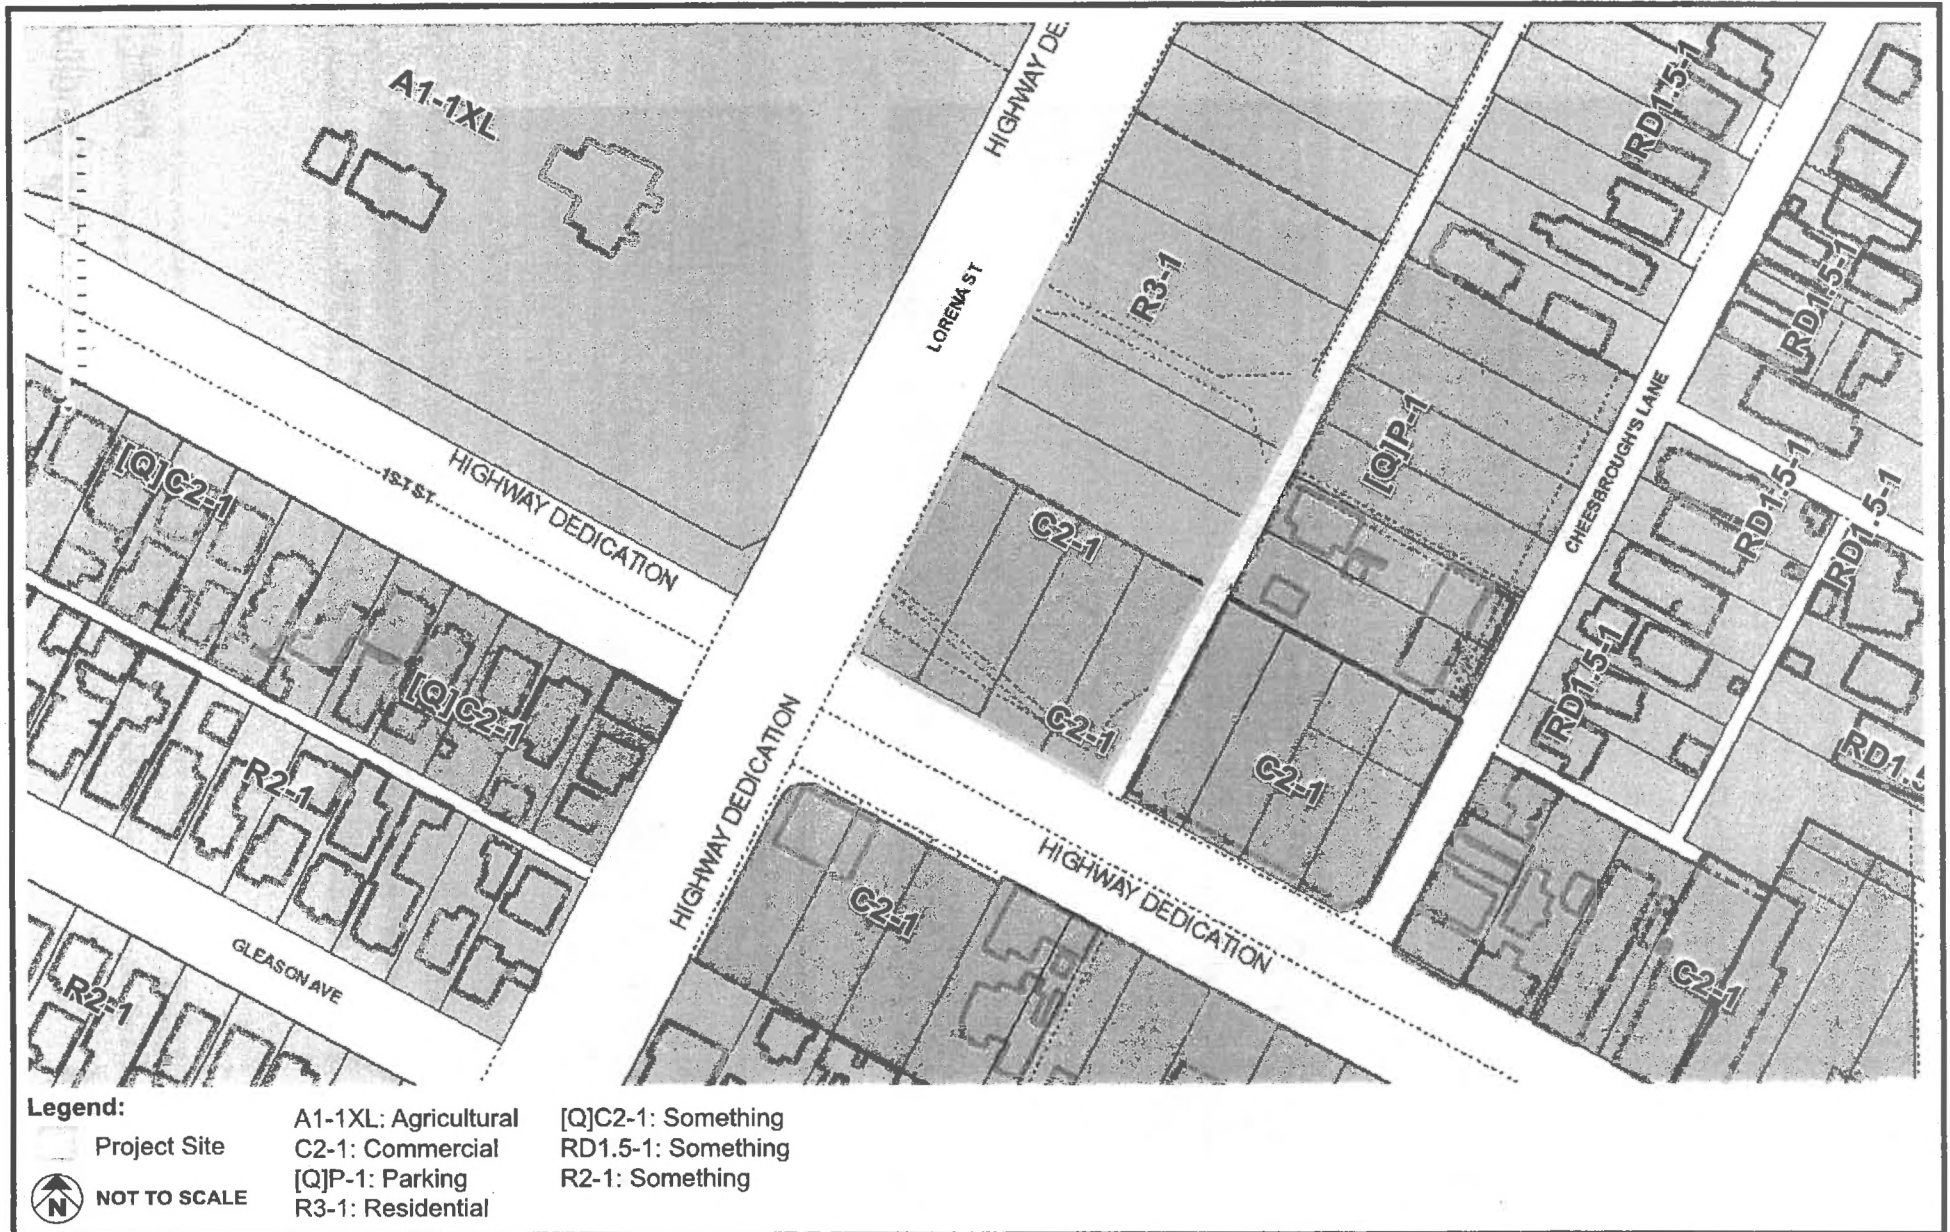 A1-1XL
HIGHWAY DE
RD1.5-1
LORENA ST
R3-1
RD1.5-1
[Q]C2-1
1ST ST
HIGHWAY DEDICATION
C2-1
[Q]P-1
CHEESBROUGH'S LANE
RD1.5-1
RD1.5-1
[Q]C2-1
R2-1
HIGHWAY DEDICATION
C2-1
C2-1
RD1.5-1
RD1.5
GLEASON AVE
R2-1
C2-1
HIGHWAY DEDICATION
C2-1
Legend:
Project Site
NOT TO SCALE
N
A1-1XL: Agricultural
C2-1: Commercial
[Q]P-1: Parking
R3-1: Residential
[Q]C2-1: Something
RD1.5-1: Something
R2-1: Something